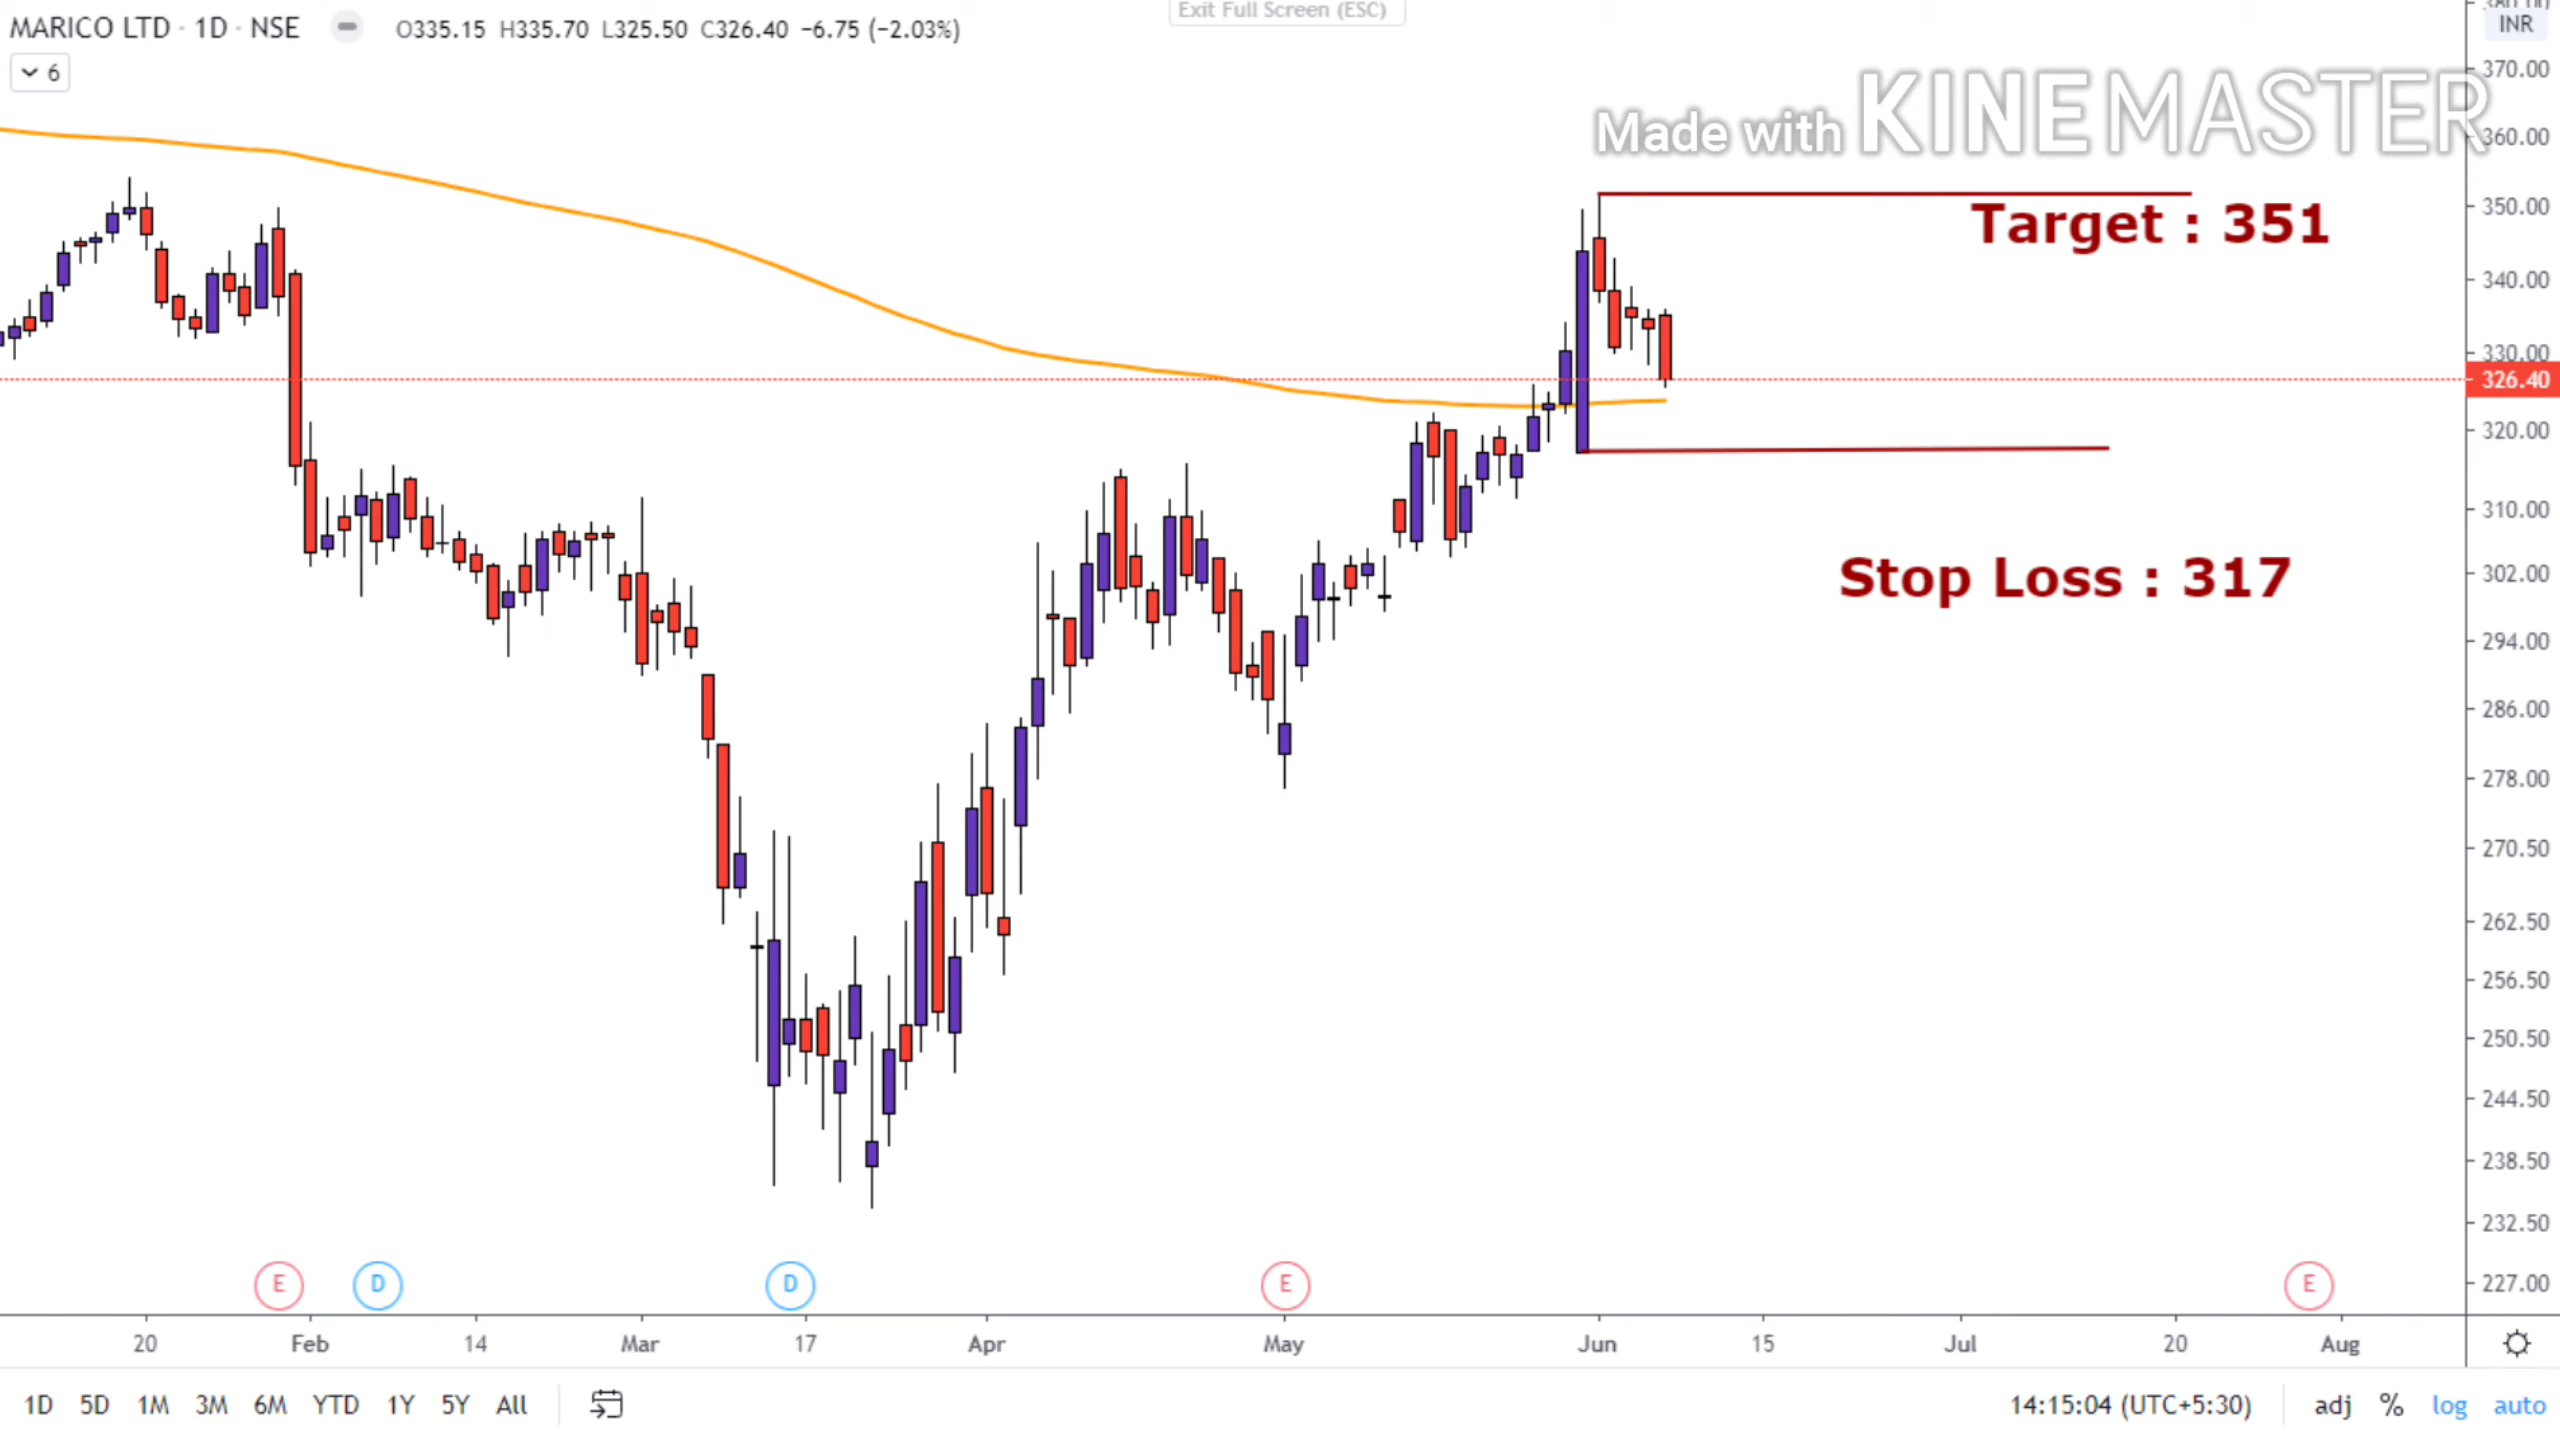 Exit Full Screen (ESC)
MARICO LTD · 1D · NSE O335.15 H335.70 L325.50 C326.40 −6.75 (−2.03%)
INR
6
370.00
Made with KINEMASTER
360.00
350.00
Target : 351
340.00
330.00
326.40
320.00
310.00
302.00
Stop Loss : 317
294.00
286.00
278.00
270.50
262.50
256.50
250.50
244.50
238.50
232.50
227.00
E D D E E
20 Feb 14 Mar 17 Apr May Jun 15 Jul 20 Aug
1D 5D 1M 3M 6M YTD 1Y 5Y All 14:15:04 (UTC+5:30) adj % log auto